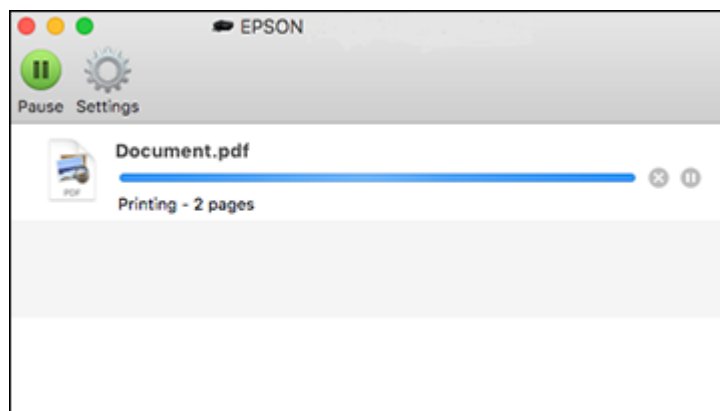 EPSON
Pause Settings
Document.pdf
PDF
Printing - 2 pages